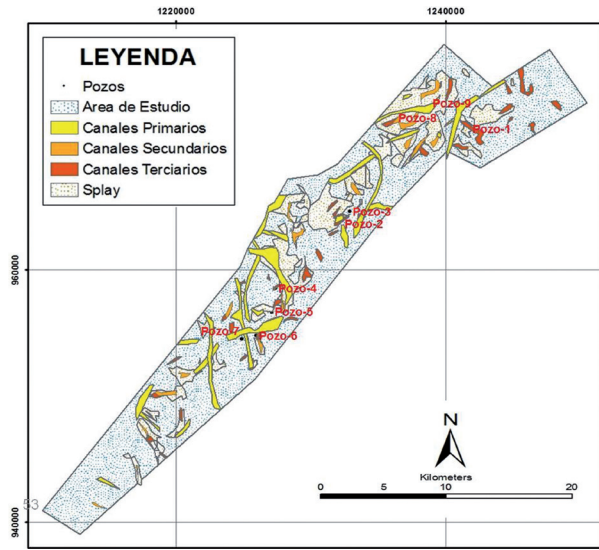 1220000
1240000
LEYENDA
Pozos
Area de Estudio
Canales Primarios
Canales Secundarios
Canales Terciarios
Splay
Pozo-9
Pozo-8
Pozo-1
Pozo-3
Pozo-2
960000
Pozo-4
Pozo-5
Pozo-7
Pozo-6
N
Kilometers
0 5 10 20
53
940000